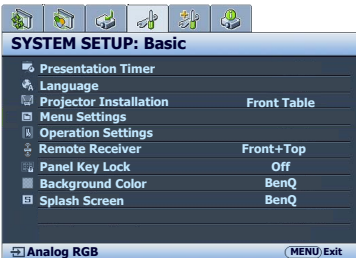 SYSTEM SETUP: Basic
Presentation Timer
Language
Projector Installation Front Table
Menu Settings
Operation Settings
Remote Receiver Front+Top
Panel Key Lock Off
Background Color BenQ
Splash Screen BenQ
Analog RGB MENU Exit